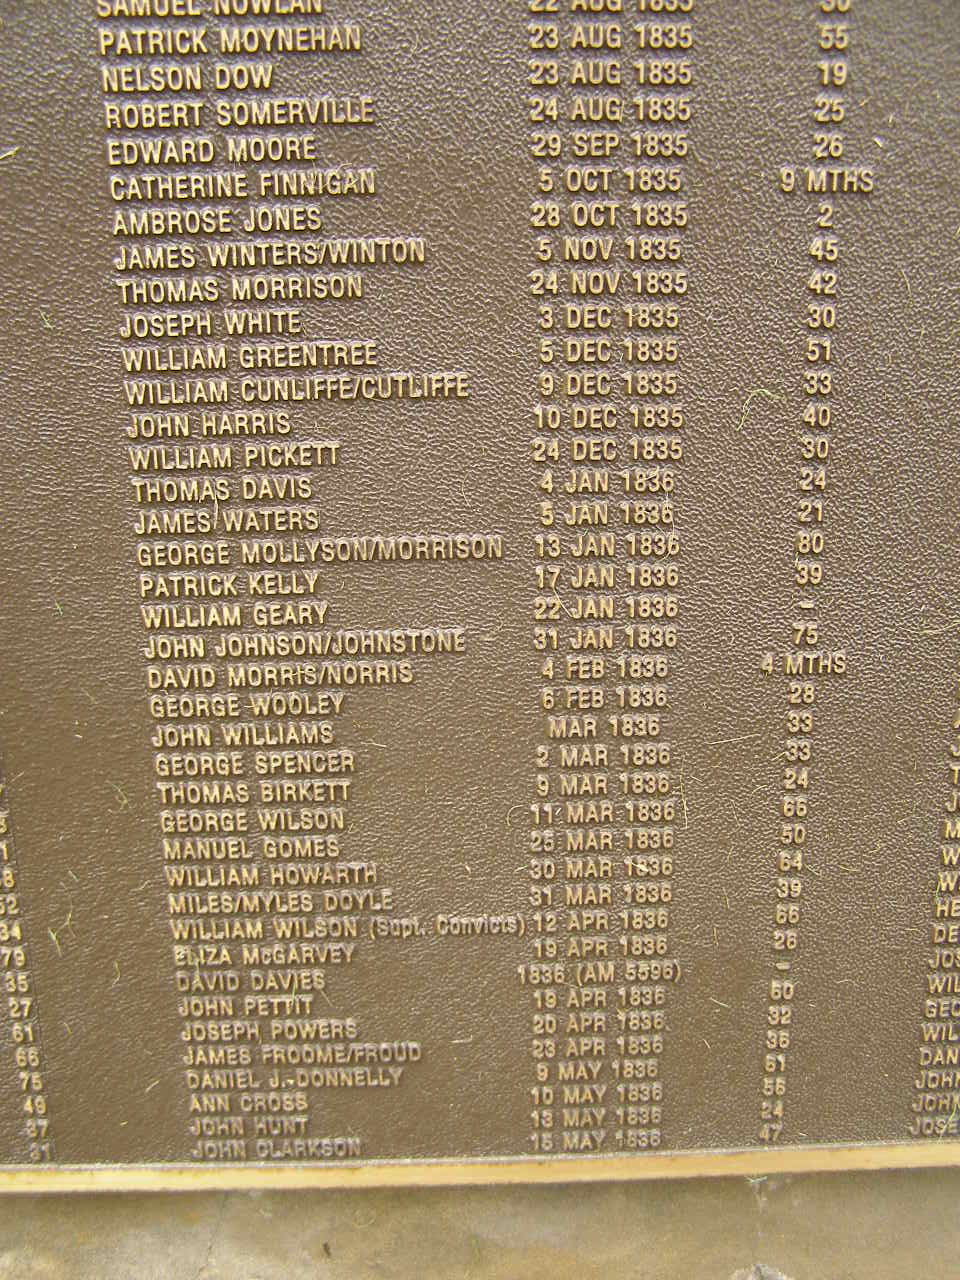 SAMUEL NOWLAN 22 AUG 1835 30
PATRICK MOYNEHAN 23 AUG 1835 55
NELSON DOW 23 AUG 1835 19
ROBERT SOMERVILLE 24 AUG 1835 25
EDWARD MOORE 29 SEP 1835 26
CATHERINE FINNIGAN 5 OCT 1835 9 MTHS
AMBROSE JONES 28 OCT 1835 2
JAMES WINTERS/WINTON 5 NOV 1835 45
THOMAS MORRISON 24 NOV 1835 42
JOSEPH WHITE 3 DEC 1835 30
WILLIAM GREENTREE 5 DEC 1835 51
WILLIAM CUNLIFFE/CUTLIFFE 9 DEC 1835 33
JOHN HARRIS 10 DEC 1835 40
WILLIAM PICKETT 24 DEC 1835 30
THOMAS DAVIS 4 JAN 1836 24
JAMES WATERS 5 JAN 1836 21
GEORGE MOLLYSON/MORRISON 13 JAN 1836 80
PATRICK KELLY 17 JAN 1836 39
WILLIAM GEARY 22 JAN 1836 -
JOHN JOHNSON/JOHNSTONE 31 JAN 1836 75
DAVID MORRIS/NORRIS 4 FEB 1836 4 MTHS
GEORGE WOOLEY 6 FEB 1836 28
JOHN WILLIAMS MAR 1836 33
GEORGE SPENCER 2 MAR 1836 33
THOMAS BIRKETT 9 MAR 1836 24
GEORGE WILSON 11 MAR 1836 65
MANUEL GOMES 25 MAR 1836 50
WILLIAM HOWARTH 30 MAR 1836 64
MILES/MYLES DOYLE 31 MAR 1836 39
WILLIAM WILSON (Supt. Convicts) 12 APR 1836 66
ELIZA McGARVEY 19 APR 1836 26
DAVID DAVIES 1836 (AM 5596) -
JOHN PETTIT 19 APR 1836 60
JOSEPH POWERS 20 APR 1836 32
JAMES FROOME/FROUD 23 APR 1836 36
DANIEL J. DONNELLY 9 MAY 1836 61
ANN CROSS 10 MAY 1836 56
JOHN HUNT 13 MAY 1836 24
JOHN CLARKSON 15 MAY 1836 47